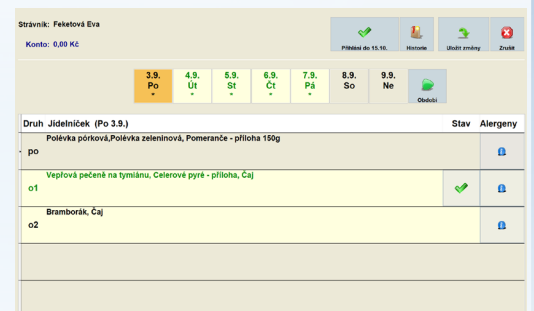 Strávník: Feketová Eva
Konto: 0,00 Kč
Přihlásí do 15.10.
Historie
Uložit změny
Zrušit
3.9. 4.9. 5.9. 6.9. 7.9. 8.9. 9.9.
Po Út St Čt Pá So Ne
* * * * *
Období
Druh Jídelníček (Po 3.9.) Stav Alergeny
Polévka pórková,Polévka zeleninová, Pomeranče - příloha 150g
po
Vepřová pečeně na tymiánu, Celerové pyré - příloha, Čaj
o1
Bramborák, Čaj
o2